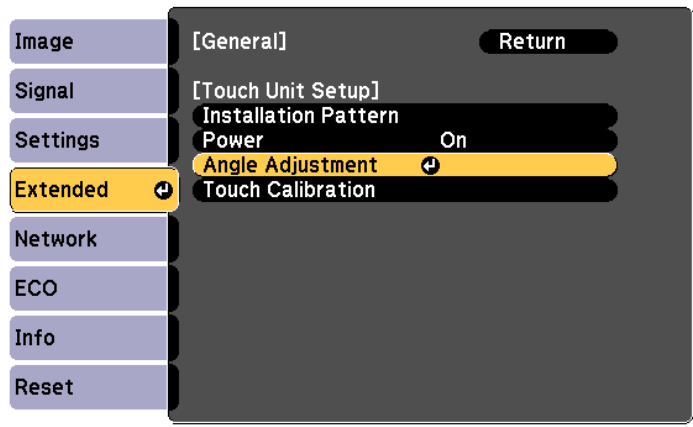 Image
Signal
Settings
Extended
Network
ECO
Info
Reset
[General] Return
[Touch Unit Setup]
Installation Pattern
Power On
Angle Adjustment
Touch Calibration